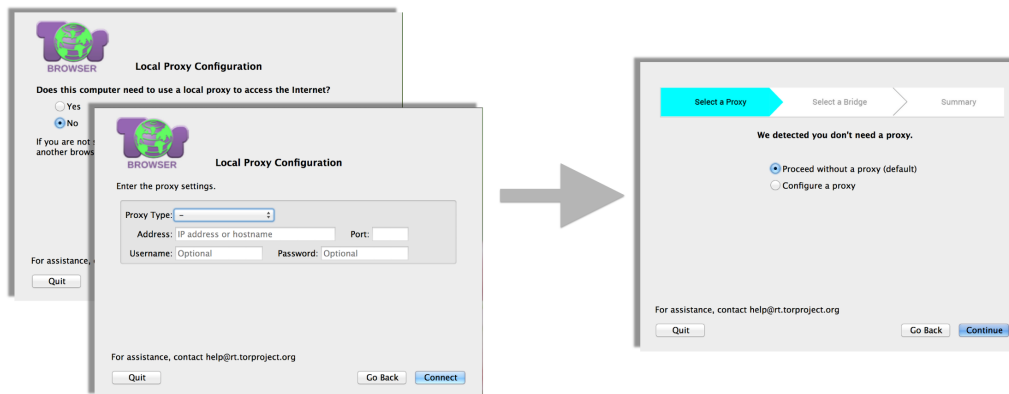 Tor
BROWSER
Local Proxy Configuration
Does this computer need to use a local proxy to access the Internet?
Yes
No
If you are not
another brows
For assistance,
Quit
Tor
BROWSER
Local Proxy Configuration
Enter the proxy settings.
Proxy Type: –
Address: IP address or hostname Port:
Username: Optional Password: Optional
For assistance, contact help@rt.torproject.org
Quit Go Back Connect
Select a Proxy Select a Bridge Summary
We detected you don't need a proxy.
Proceed without a proxy (default)
Configure a proxy
For assistance, contact help@rt.torproject.org
Quit Go Back Continue